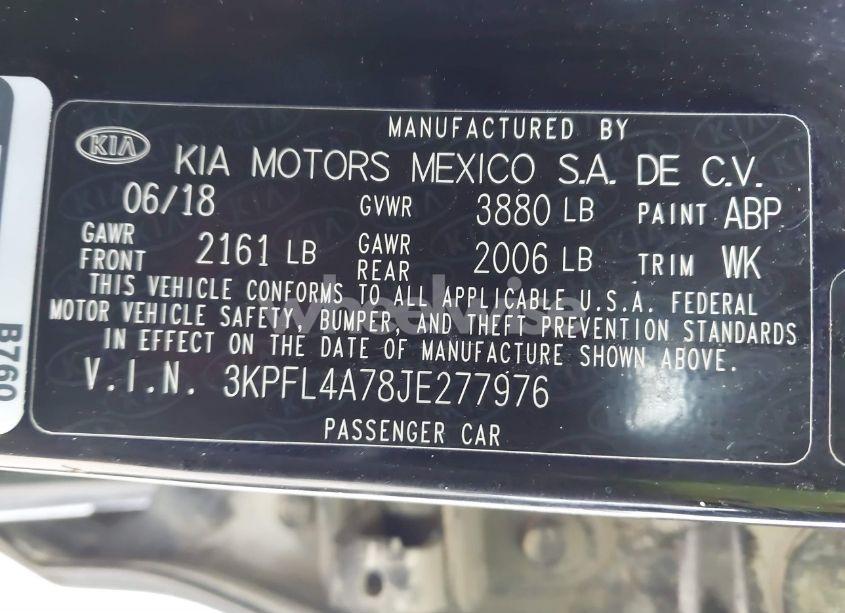 MANUFACTURED BY
KIA KIA MOTORS MEXICO S.A. DE C.V.
06/18 GVWR 3880 LB PAINT ABP
GAWR FRONT 2161 LB GAWR REAR 2006 LB TRIM WK
THIS VEHICLE CONFORMS TO ALL APPLICABLE U.S.A. FEDERAL
MOTOR VEHICLE SAFETY, BUMPER, AND THEFT PREVENTION STANDARDS
IN EFFECT ON THE DATE OF MANUFACTURE SHOWN ABOVE.
V.I.N. 3KPFL4A78JE277976
PASSENGER CAR
B760
wheelwise